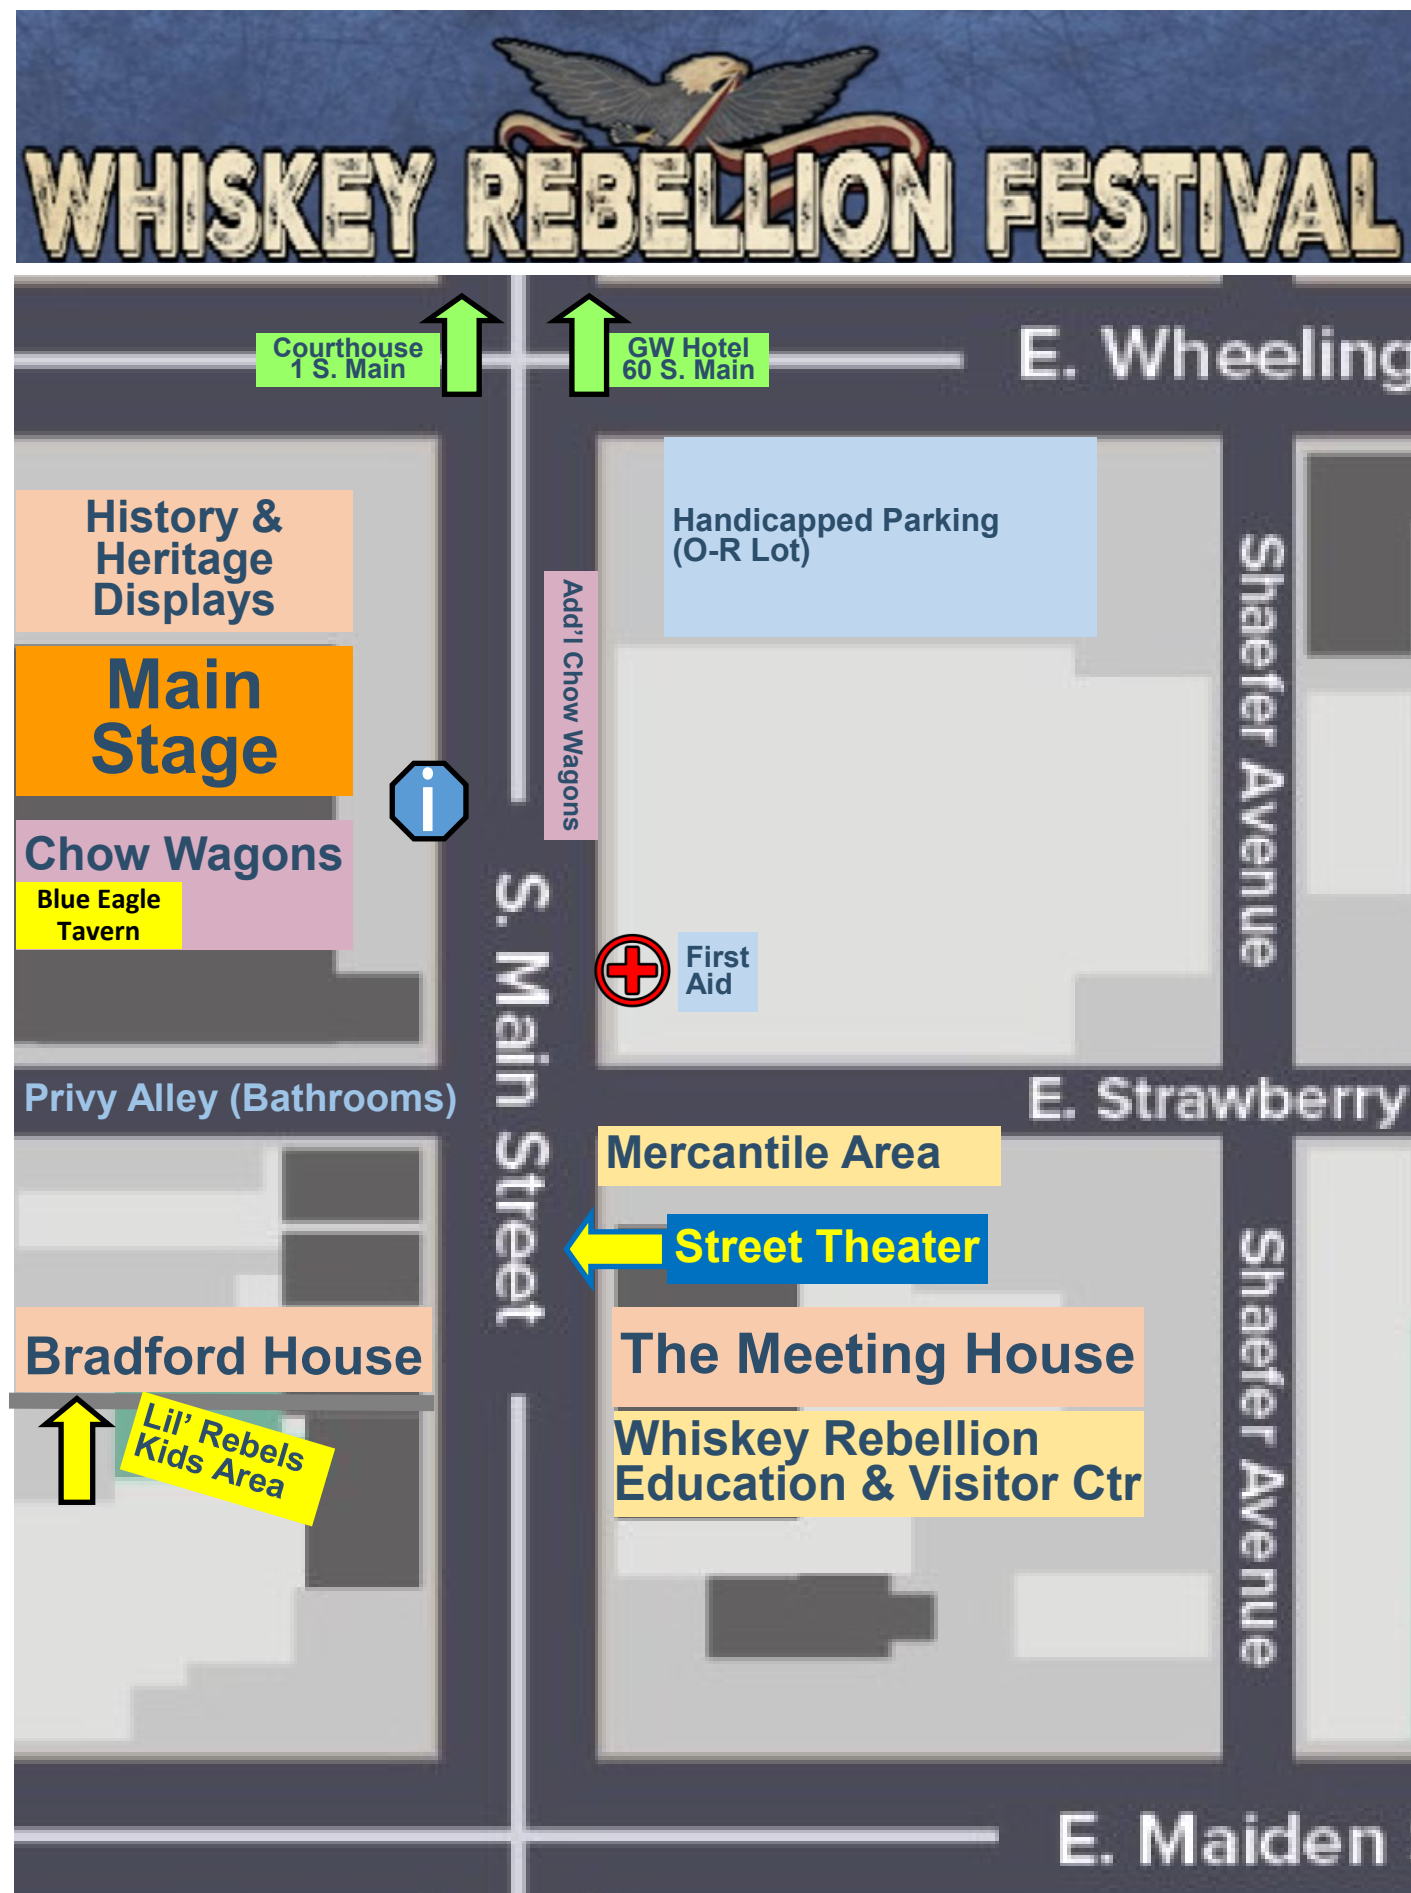 WHISKEY REBELLION FESTIVAL
Courthouse
1 S. Main
GW Hotel
60 S. Main
E. Wheeling
History &
Heritage
Displays
Handicapped Parking
(O-R Lot)
Shaefer Avenue
Add'l Chow Wagons
Main
Stage
i
Chow Wagons
Blue Eagle
Tavern
S. Main Street
First
Aid
Privy Alley (Bathrooms)
E. Strawberry
Mercantile Area
Street Theater
Shaefer Avenue
Bradford House
The Meeting House
Lil' Rebels
Kids Area
Whiskey Rebellion
Education & Visitor Ctr
E. Maiden